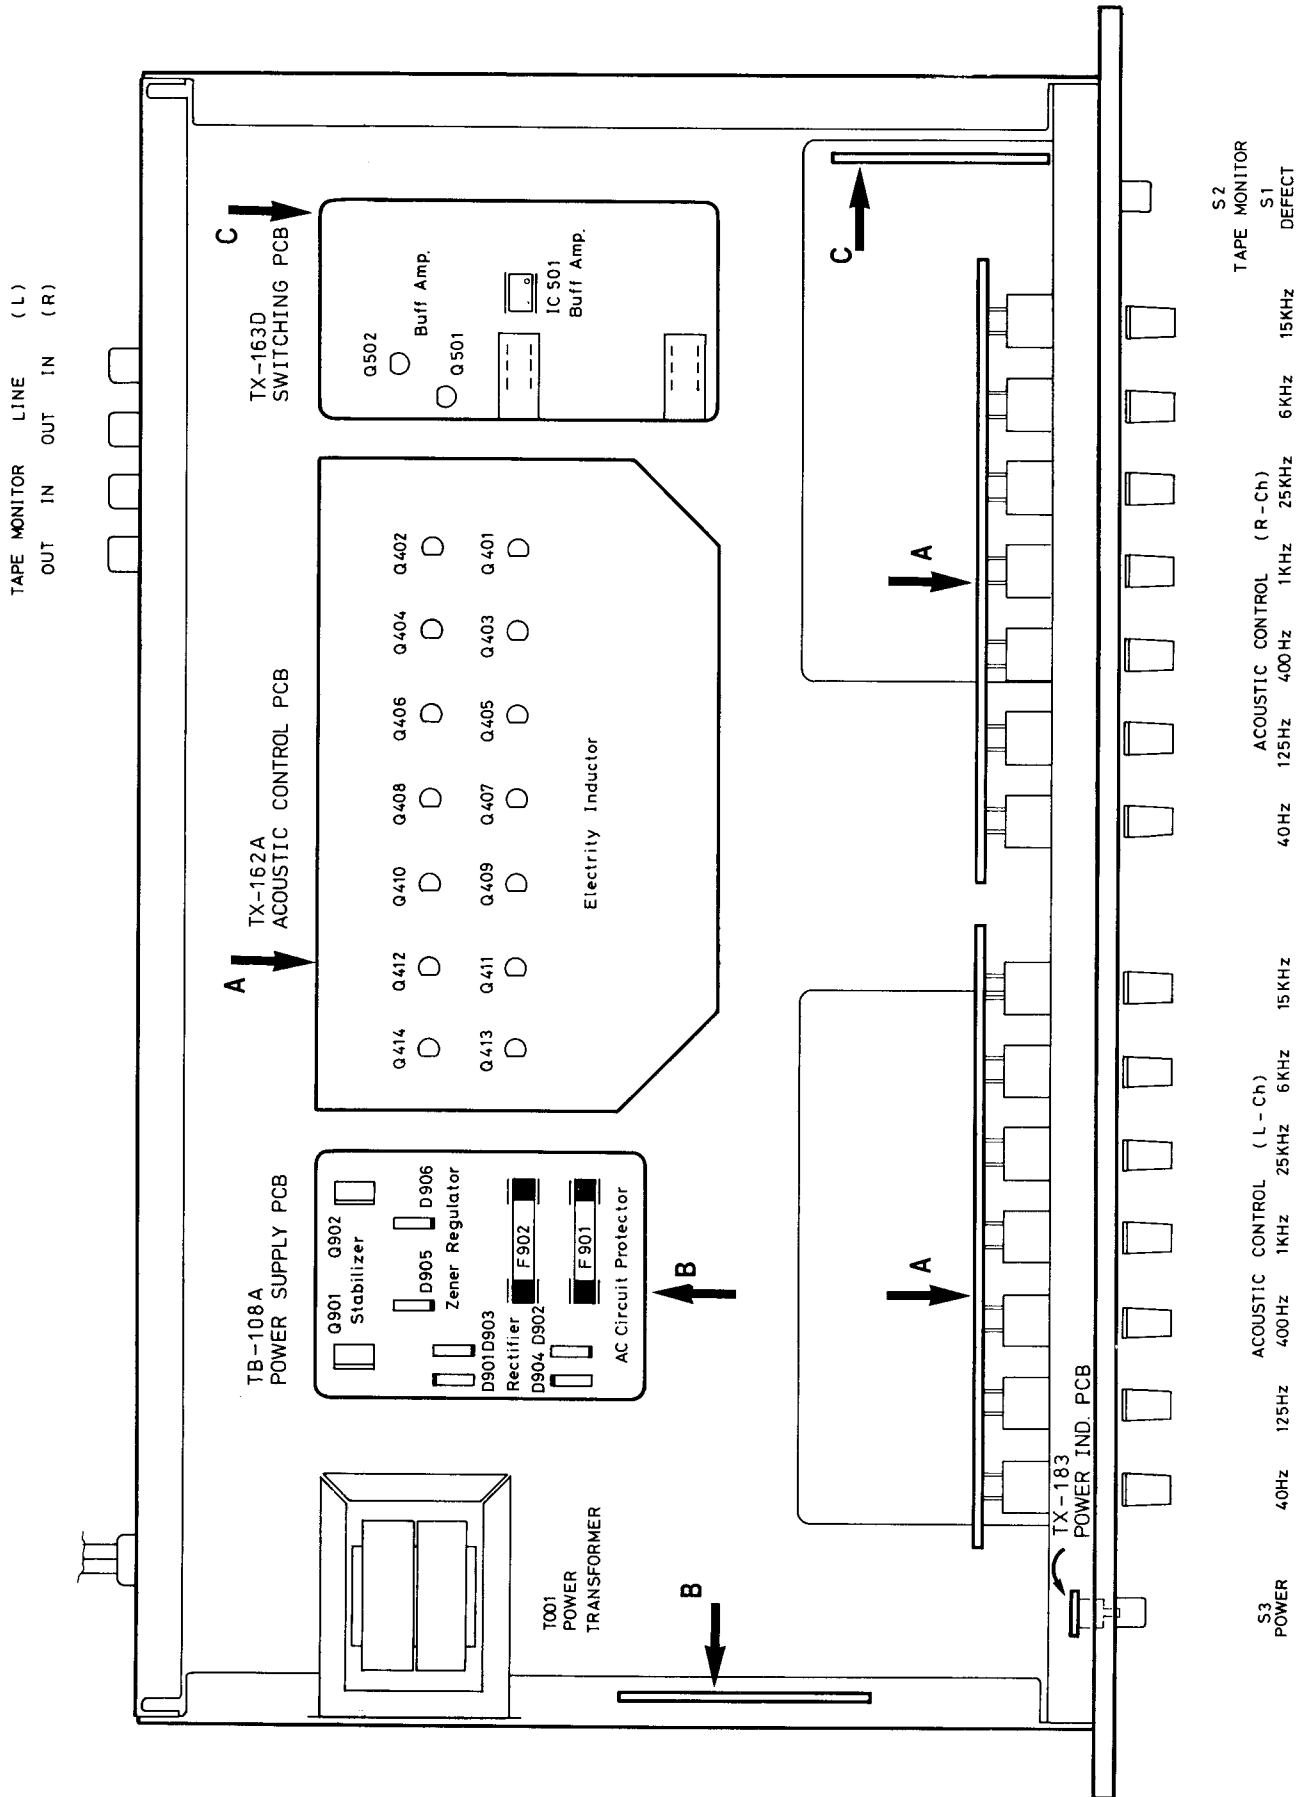 TAPE MONITOR LINE (L)
OUT IN OUT IN (R)
TB-108A
POWER SUPPLY PCB
Q901 Q902
Stabilizer
D905 D906
Zener Regulator
D901 D903
Rectifier
D904 D902
F902
F901
AC Circuit Protector
B
T001
POWER
TRANSFORMER
B
A
TX-162A
ACOUSTIC CONTROL PCB
Q414 Q412 Q410 Q408 Q406 Q404 Q402
Q413 Q411 Q409 Q407 Q405 Q403 Q401
Electrity Inductor
C
TX-163D
SWITCHING PCB
Q502
Buff Amp.
Q501
IC 501
Buff Amp.
C
A
A
TX-183
POWER IND. PCB
S3
POWER
ACOUSTIC CONTROL (L-Ch)
40Hz 125Hz 400Hz 1KHz 25KHz 6KHz 15KHz
ACOUSTIC CONTROL (R-Ch)
40Hz 125Hz 400Hz 1KHz 25KHz 6KHz 15KHz
S2
TAPE MONITOR
S1
DEFECT